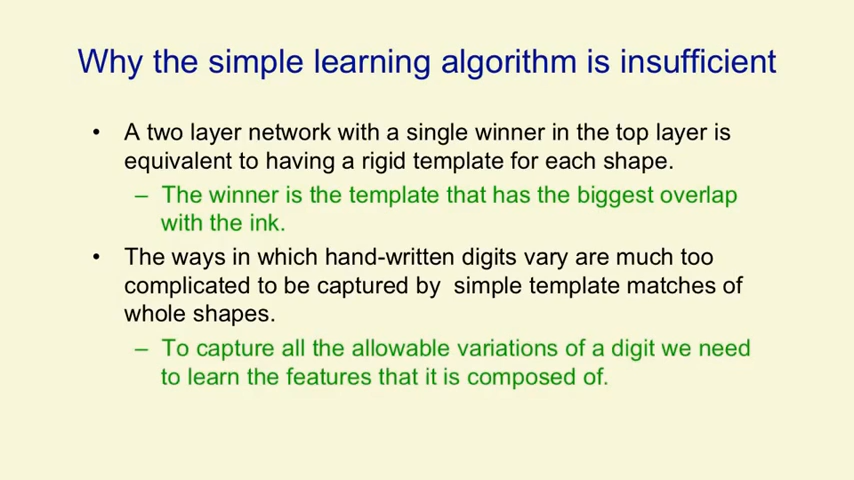 Why the simple learning algorithm is insufficient
• A two layer network with a single winner in the top layer is
equivalent to having a rigid template for each shape.
– The winner is the template that has the biggest overlap
with the ink.
• The ways in which hand-written digits vary are much too
complicated to be captured by simple template matches of
whole shapes.
– To capture all the allowable variations of a digit we need
to learn the features that it is composed of.